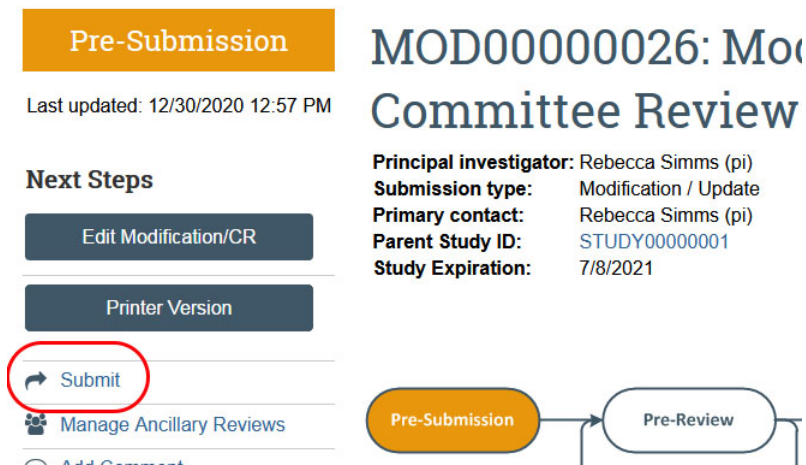 Pre-Submission
Last updated: 12/30/2020 12:57 PM
Next Steps
Edit Modification/CR
Printer Version
Submit
Manage Ancillary Reviews
Add Comment
MOD00000026: Mod
Committee Review
Principal investigator: Rebecca Simms (pi)
Submission type: Modification / Update
Primary contact: Rebecca Simms (pi)
Parent Study ID: STUDY00000001
Study Expiration: 7/8/2021
Pre-Submission
Pre-Review